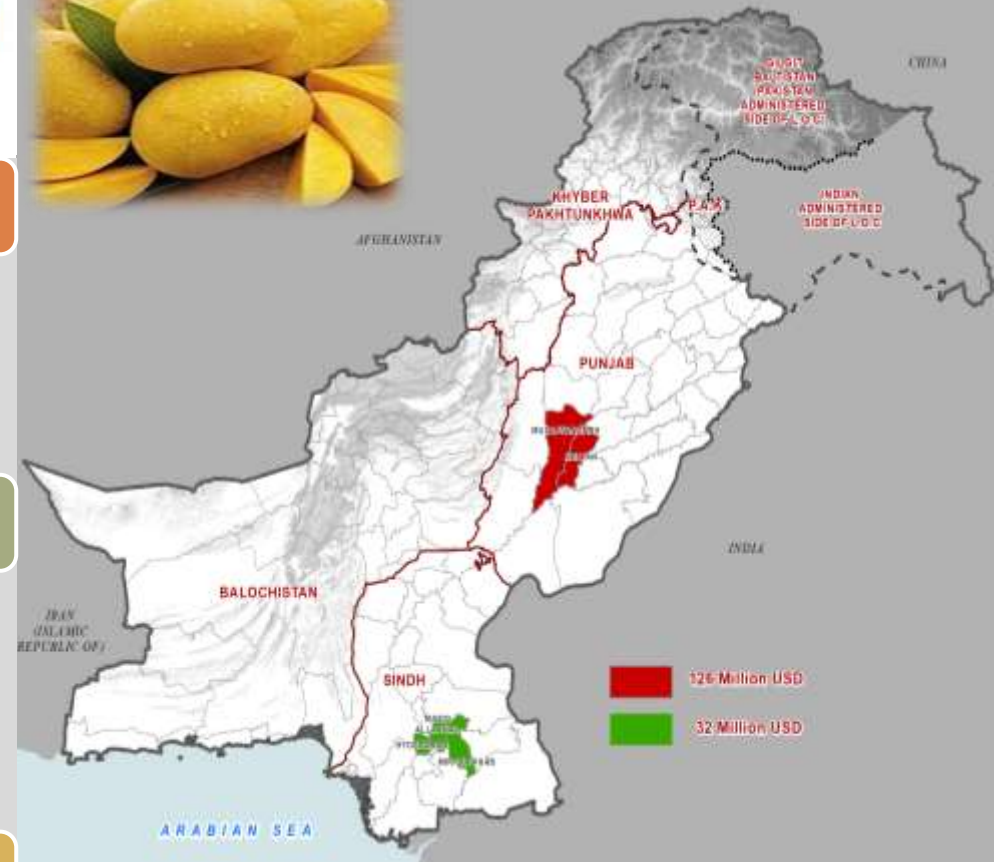 GILGIT
BALTISTAN
(PAKISTAN
ADMINISTERED
SIDE OF L.O.C)
CHINA
KHYBER
PAKHTUNKHWA
P.A.K
INDIAN
ADMINISTERED
SIDE OF L.O.C
AFGHANISTAN
PUNJAB
INDIA
BALOCHISTAN
IRAN
(ISLAMIC
REPUBLIC OF)
SINDH
126 Million USD
32 Million USD
ARABIAN SEA